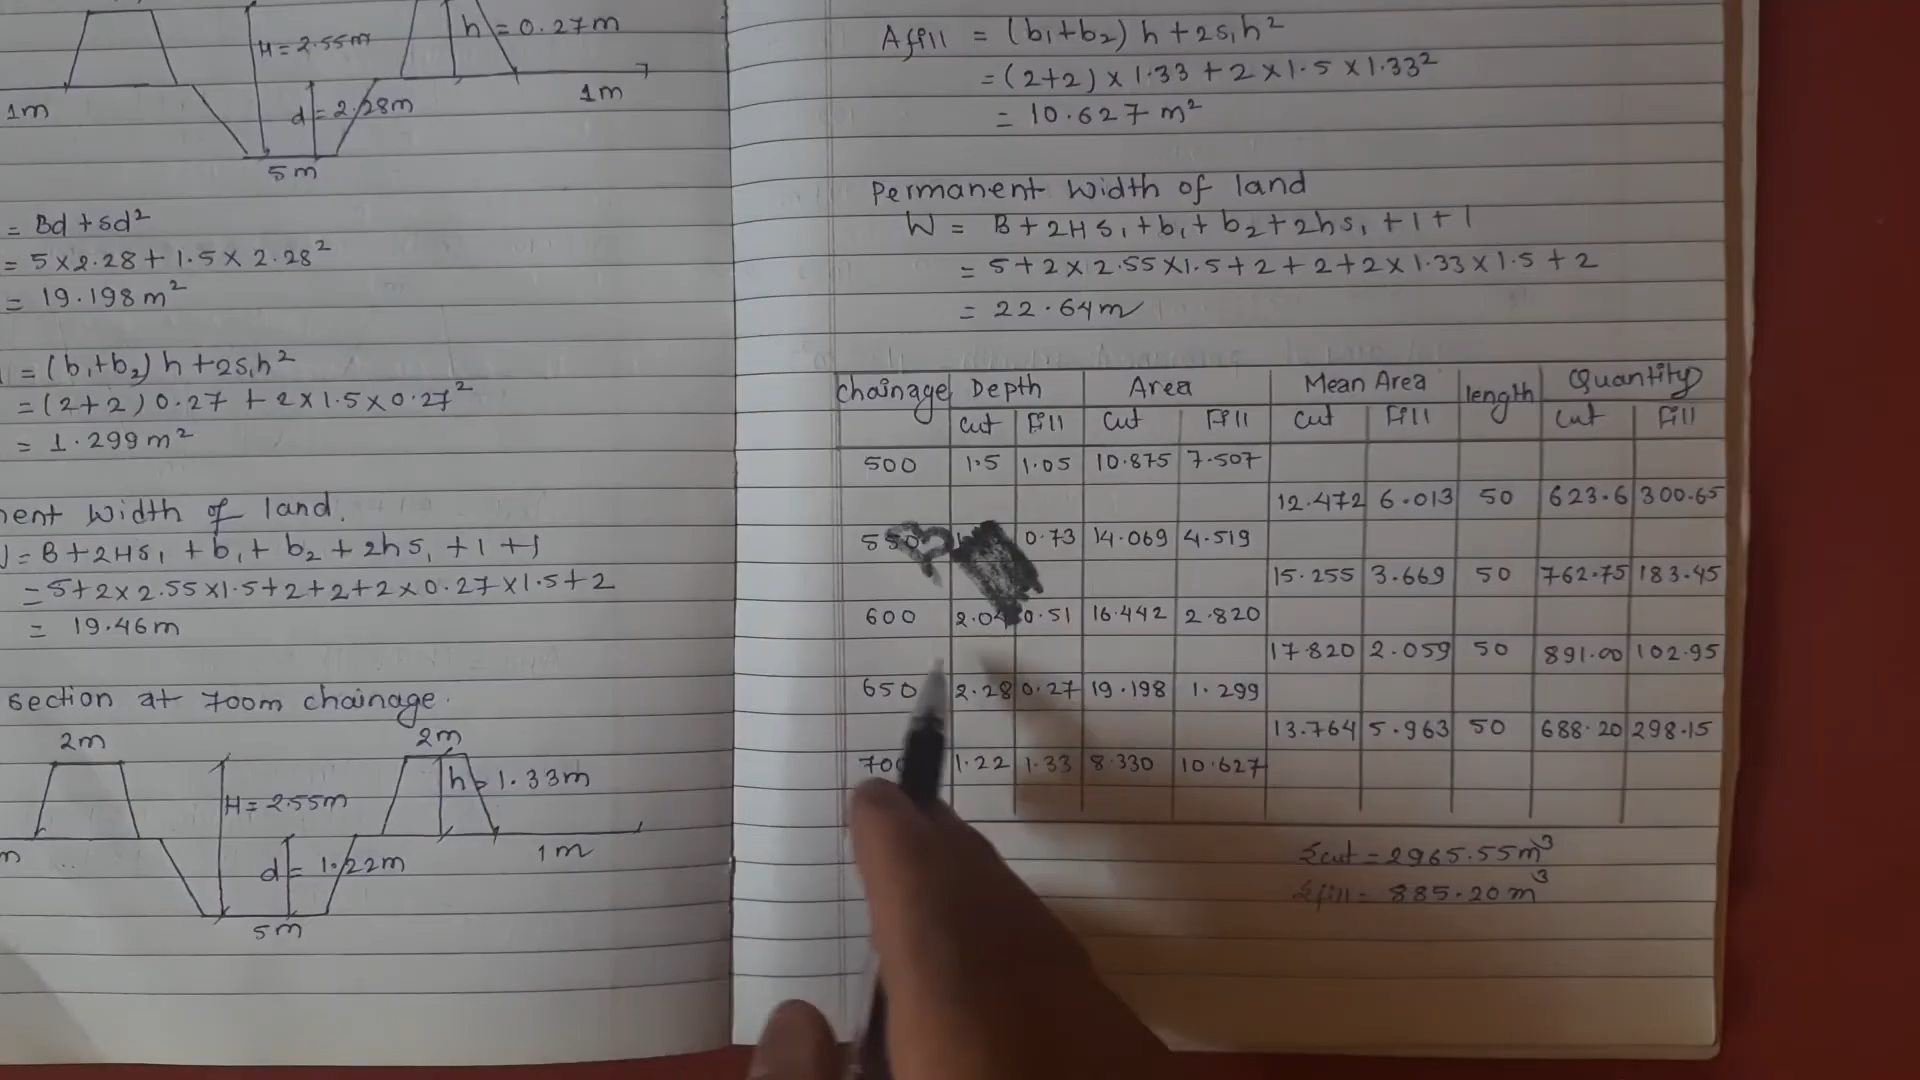 H = 2.55m
h = 0.27m
1m
d = 2.28m
1m
5m
= Bd + sd²
= 5 × 2.28 + 1.5 × 2.28²
= 19.198 m²
= (b₁+b₂) h + 2s₁h²
= (2+2) 0.27 + 2×1.5×0.27²
= 1.299 m²
Width of land.
= B + 2HS₁ + b₁ + b₂ + 2hs₁ + 1 + 1
= 5+2×2.55×1.5+2+2+2×0.27×1.5+2
= 19.46m
section at 700m chainage.
2m
2m
H = 2.55m
h = 1.33m
d = 1.22m
1m
5m
Afill = (b₁+b₂) h + 2s₁h²
= (2+2) × 1.33 + 2×1.5×1.33²
= 10.627 m²
Permanent Width of land
W = B + 2HS₁ + b₁ + b₂ + 2hs₁ + 1 + 1
= 5+2×2.55×1.5+2+2+2×1.33×1.5+2
= 22.64m
Chainage Depth Area Mean Area length Quantity
Cut Fill Cut Fill Cut Fill Cut Fill
500 1.5 1.05 10.875 7.507
12.472 6.013 50 623.6 300.65
550 0.73 14.069 4.519
15.255 3.669 50 762.75 183.45
600 2.04 0.51 16.442 2.820
17.820 2.059 50 891.00 102.95
650 2.28 0.27 19.198 1.299
13.764 5.963 50 688.20 298.15
700 1.22 1.33 8.330 10.627
Σcut = 2965.55m³
Σfill = 885.20m³